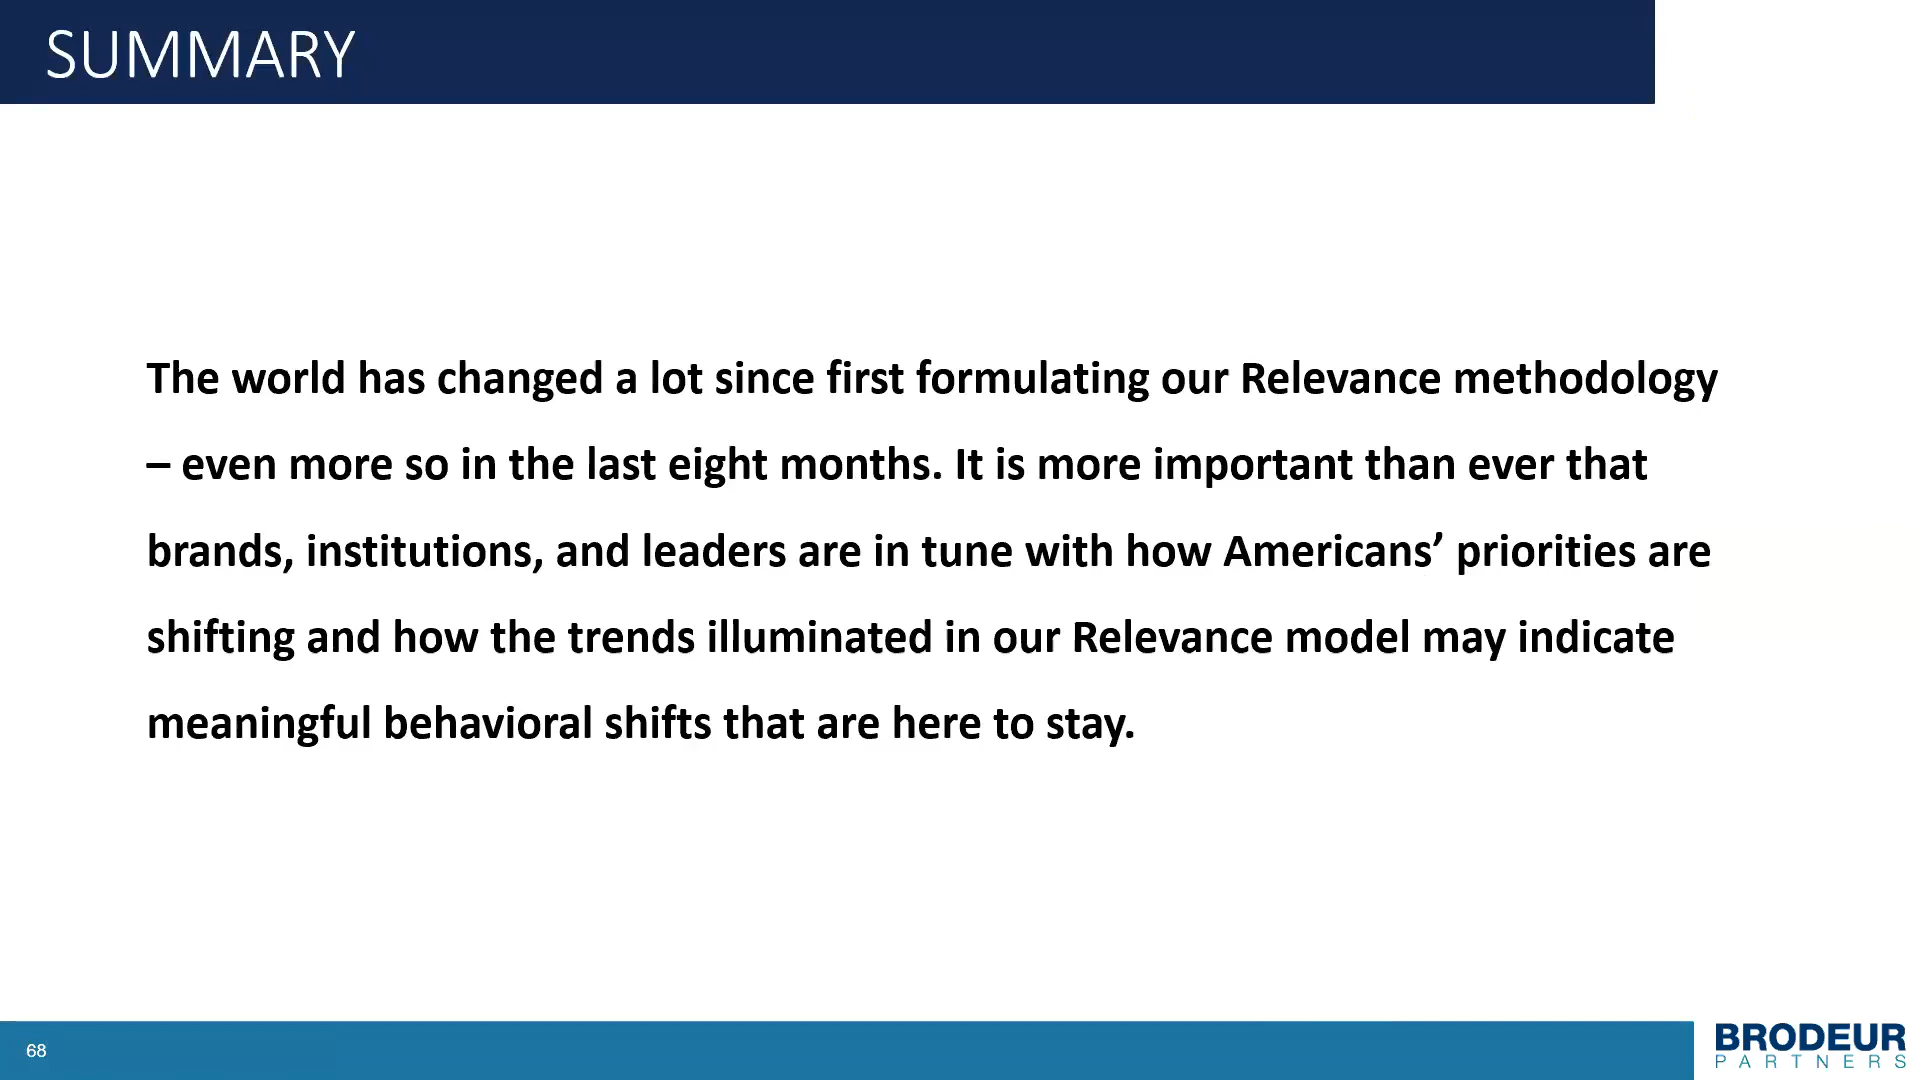 SUMMARY
The world has changed a lot since first formulating our Relevance methodology
– even more so in the last eight months. It is more important than ever that
brands, institutions, and leaders are in tune with how Americans’ priorities are
shifting and how the trends illuminated in our Relevance model may indicate
meaningful behavioral shifts that are here to stay.
68
BRODEUR
PARTNERS